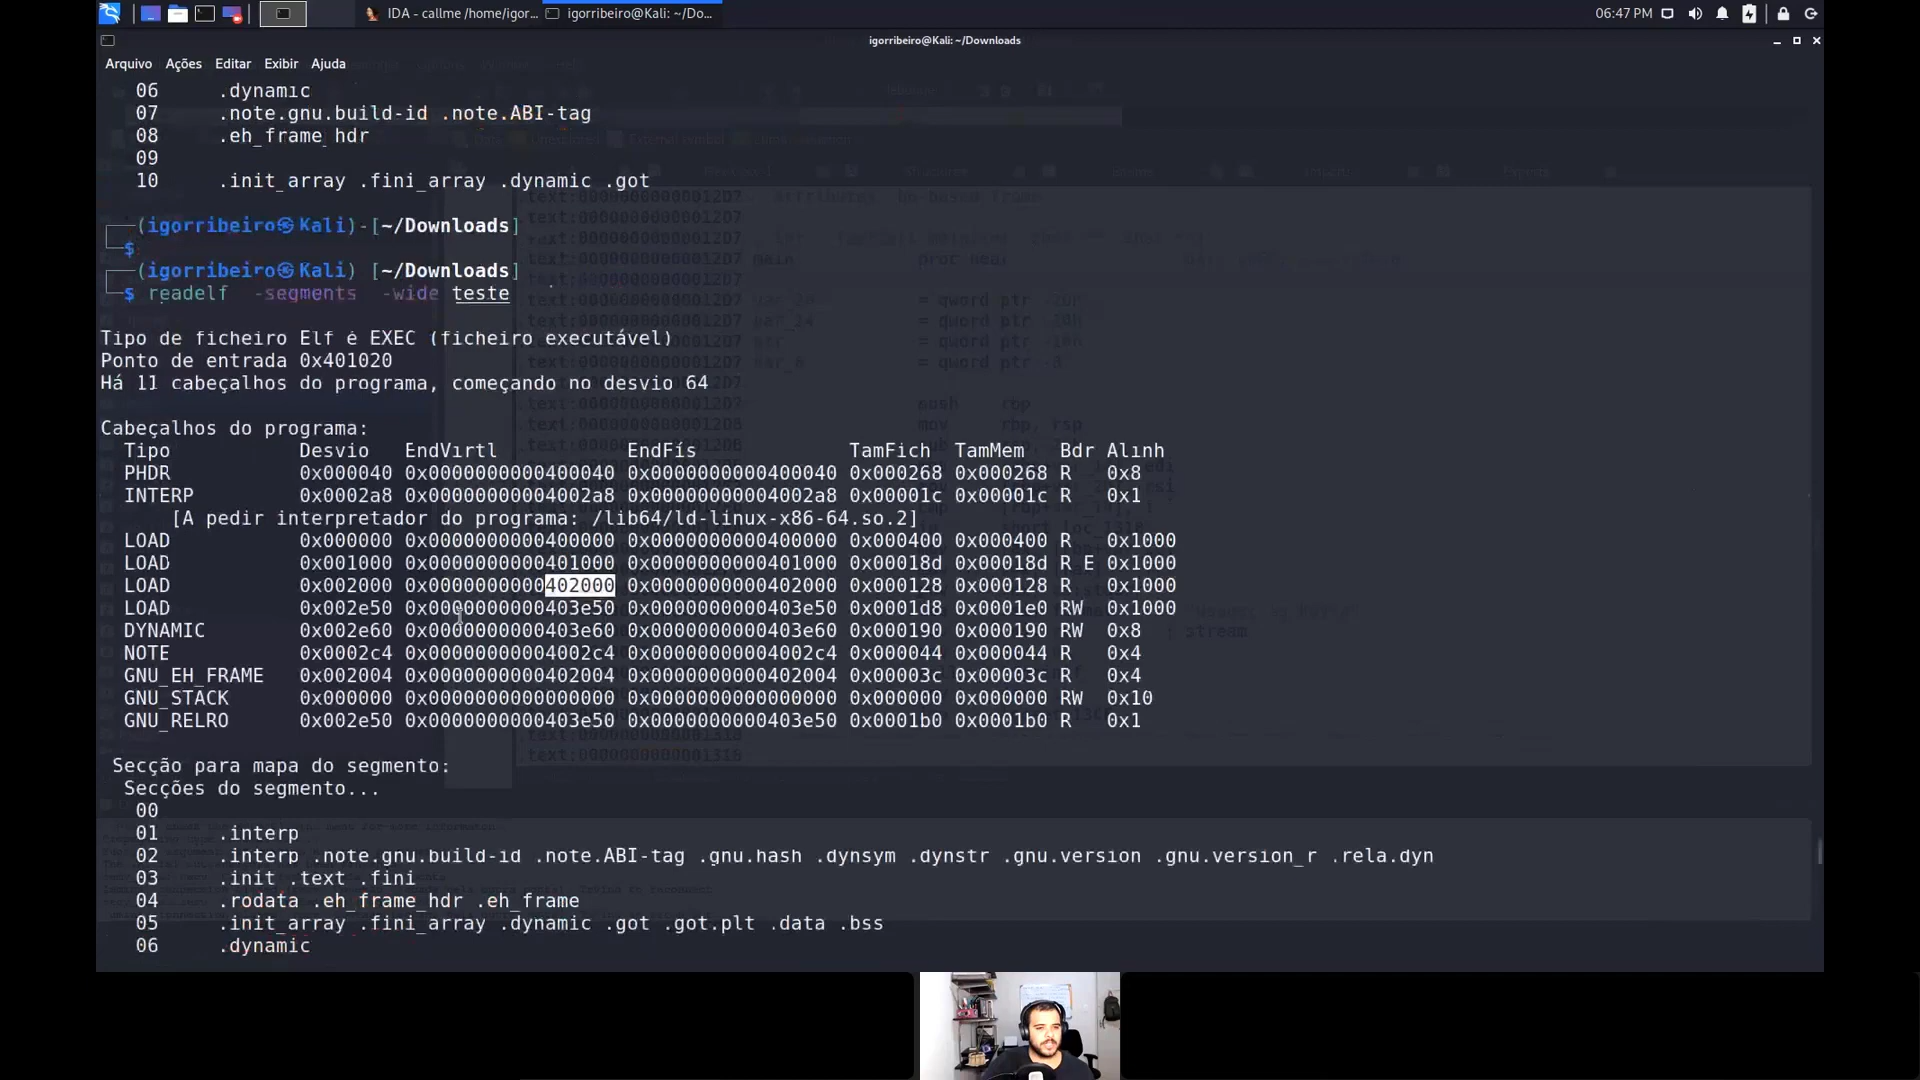 IDA - callme /home/igor...
igorribeiro@Kali: ~/Do...
06:47 PM
igorribeiro@Kali: ~/Downloads
Arquivo Ações Editar Exibir Ajuda
06 .dynamic
07 .note.gnu.build-id .note.ABI-tag
08 .eh_frame_hdr
09
10 .init_array .fini_array .dynamic .got
(igorribeiro㉿Kali)-[~/Downloads]
$
(igorribeiro㉿Kali) [~/Downloads]
$ readelf -segments -wide teste
Tipo de ficheiro Elf é EXEC (ficheiro executável)
Ponto de entrada 0x401020
Há 11 cabeçalhos do programa, começando no desvio 64
Cabeçalhos do programa:
Tipo Desvio EndVirtl EndFís TamFich TamMem Bdr Alinh
PHDR 0x000040 0x0000000000400040 0x0000000000400040 0x000268 0x000268 R 0x8
INTERP 0x0002a8 0x00000000004002a8 0x00000000004002a8 0x00001c 0x00001c R 0x1
[A pedir interpretador do programa: /lib64/ld-linux-x86-64.so.2]
LOAD 0x000000 0x0000000000400000 0x0000000000400000 0x000400 0x000400 R 0x1000
LOAD 0x001000 0x0000000000401000 0x0000000000401000 0x00018d 0x00018d R E 0x1000
LOAD 0x002000 0x0000000000402000 0x0000000000402000 0x000128 0x000128 R 0x1000
LOAD 0x002e50 0x0000000000403e50 0x0000000000403e50 0x0001d8 0x0001e0 RW 0x1000
DYNAMIC 0x002e60 0x0000000000403e60 0x0000000000403e60 0x000190 0x000190 RW 0x8
NOTE 0x0002c4 0x00000000004002c4 0x00000000004002c4 0x000044 0x000044 R 0x4
GNU_EH_FRAME 0x002004 0x0000000000402004 0x0000000000402004 0x00003c 0x00003c R 0x4
GNU_STACK 0x000000 0x0000000000000000 0x0000000000000000 0x000000 0x000000 RW 0x10
GNU_RELRO 0x002e50 0x0000000000403e50 0x0000000000403e50 0x0001b0 0x0001b0 R 0x1
Secção para mapa do segmento:
Secções do segmento...
00
01 .interp
02 .interp .note.gnu.build-id .note.ABI-tag .gnu.hash .dynsym .dynstr .gnu.version .gnu.version_r .rela.dyn
03 .init .text .fini
04 .rodata .eh_frame_hdr .eh_frame
05 .init_array .fini_array .dynamic .got .got.plt .data .bss
06 .dynamic